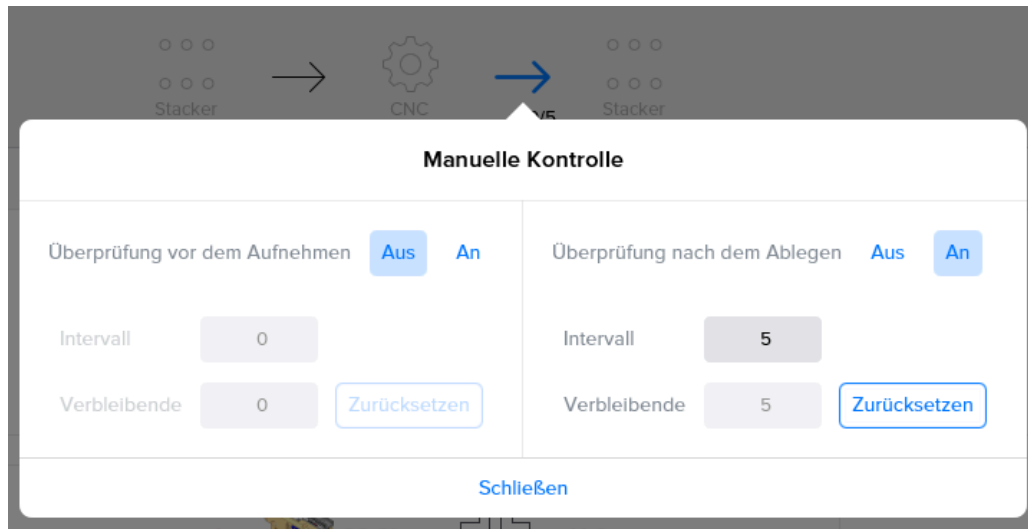 Stacker
CNC
Stacker
Manuelle Kontrolle
Überprüfung vor dem Aufnehmen Aus An
Intervall 0
Verbleibende 0 Zurücksetzen
Überprüfung nach dem Ablegen Aus An
Intervall 5
Verbleibende 5 Zurücksetzen
Schließen